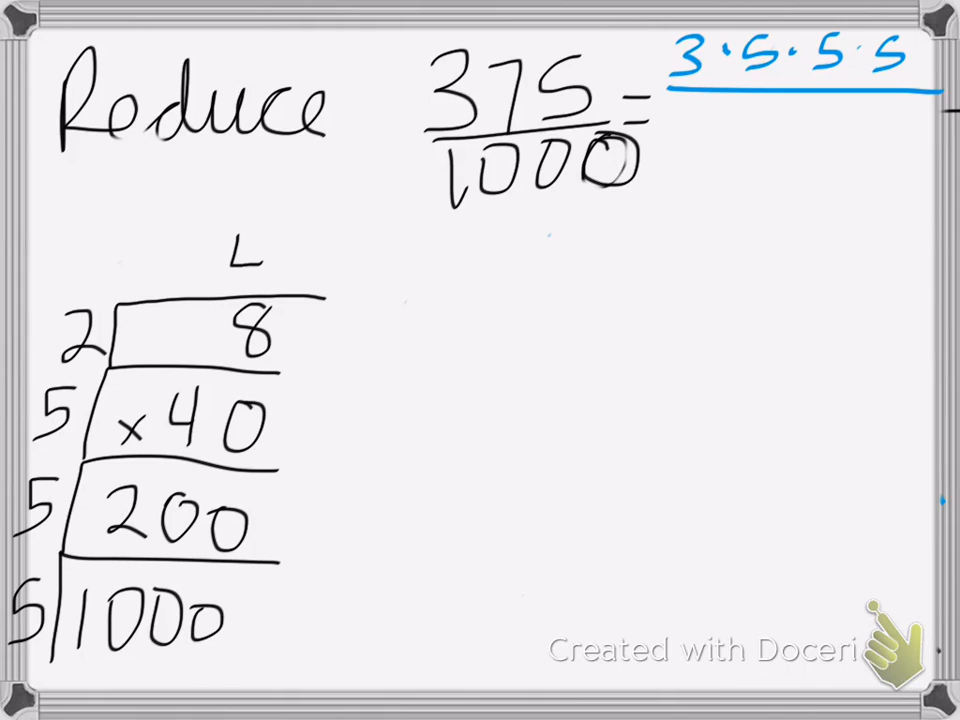 Reduce 375/1000 = 3 · 5 · 5 · 5
L
2 8
5 × 40
5 200
5 1000
Created with Doceri